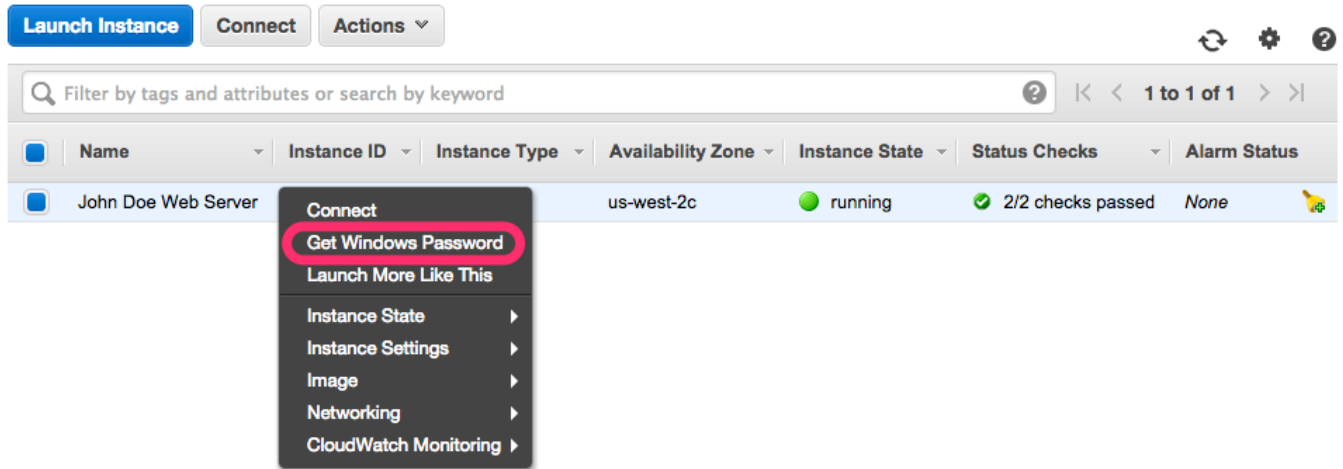 Launch Instance Connect Actions
Filter by tags and attributes or search by keyword 1 to 1 of 1
Name Instance ID Instance Type Availability Zone Instance State Status Checks Alarm Status
John Doe Web Server us-west-2c running 2/2 checks passed None
Connect
Get Windows Password
Launch More Like This
Instance State
Instance Settings
Image
Networking
CloudWatch Monitoring